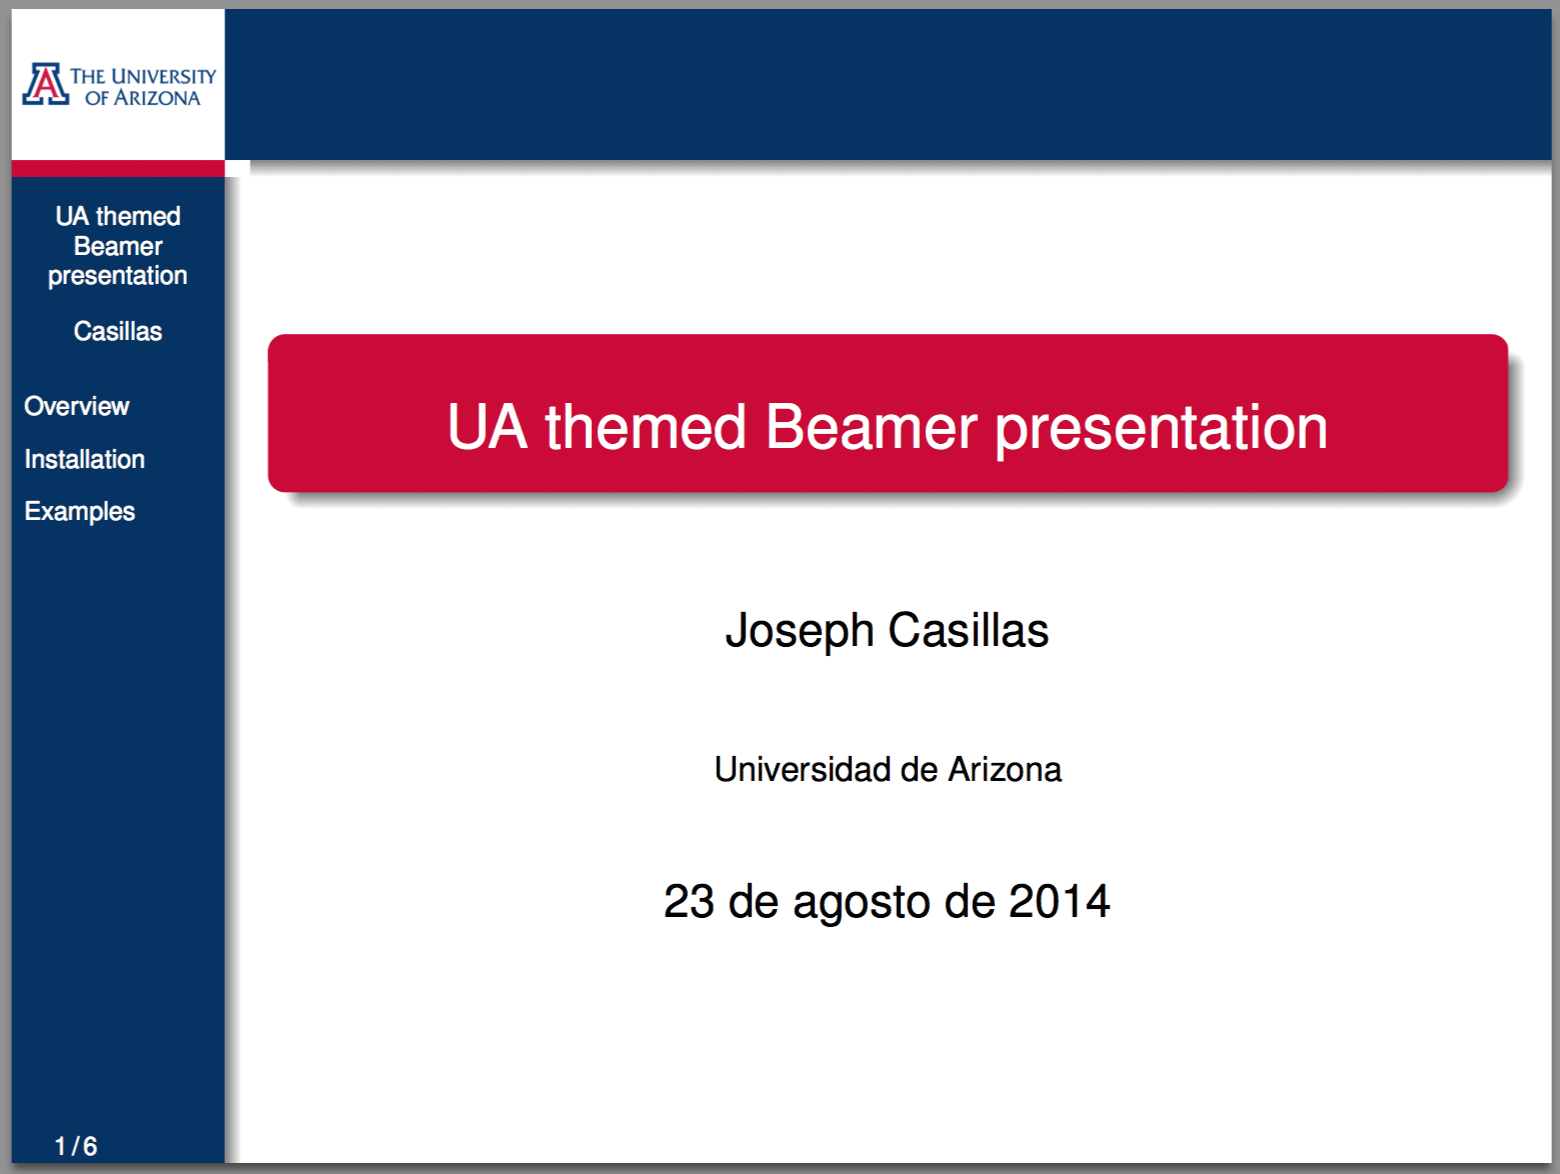 THE UNIVERSITY
OF ARIZONA
UA themed
Beamer
presentation
Casillas
Overview
Installation
Examples
1 / 6
UA themed Beamer presentation
Joseph Casillas
Universidad de Arizona
23 de agosto de 2014